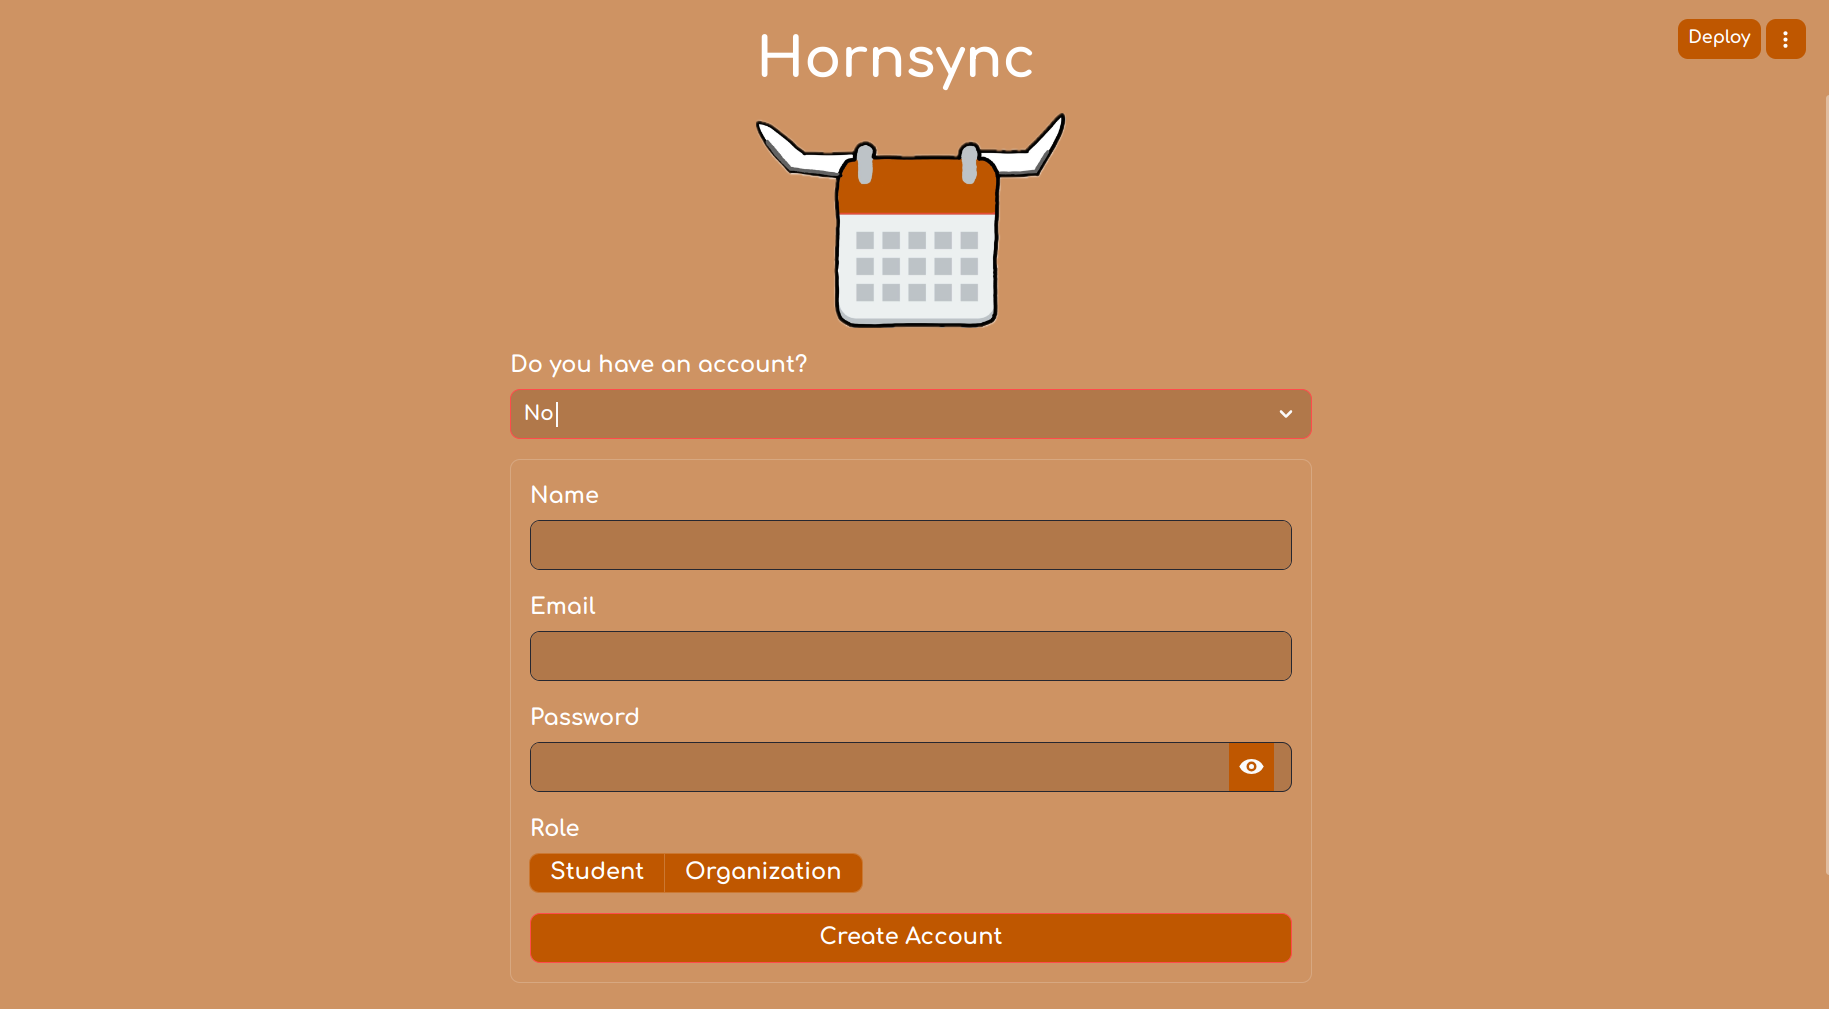 Deploy
Hornsync
Do you have an account?
No
Name
Email
Password
Role
Student Organization
Create Account